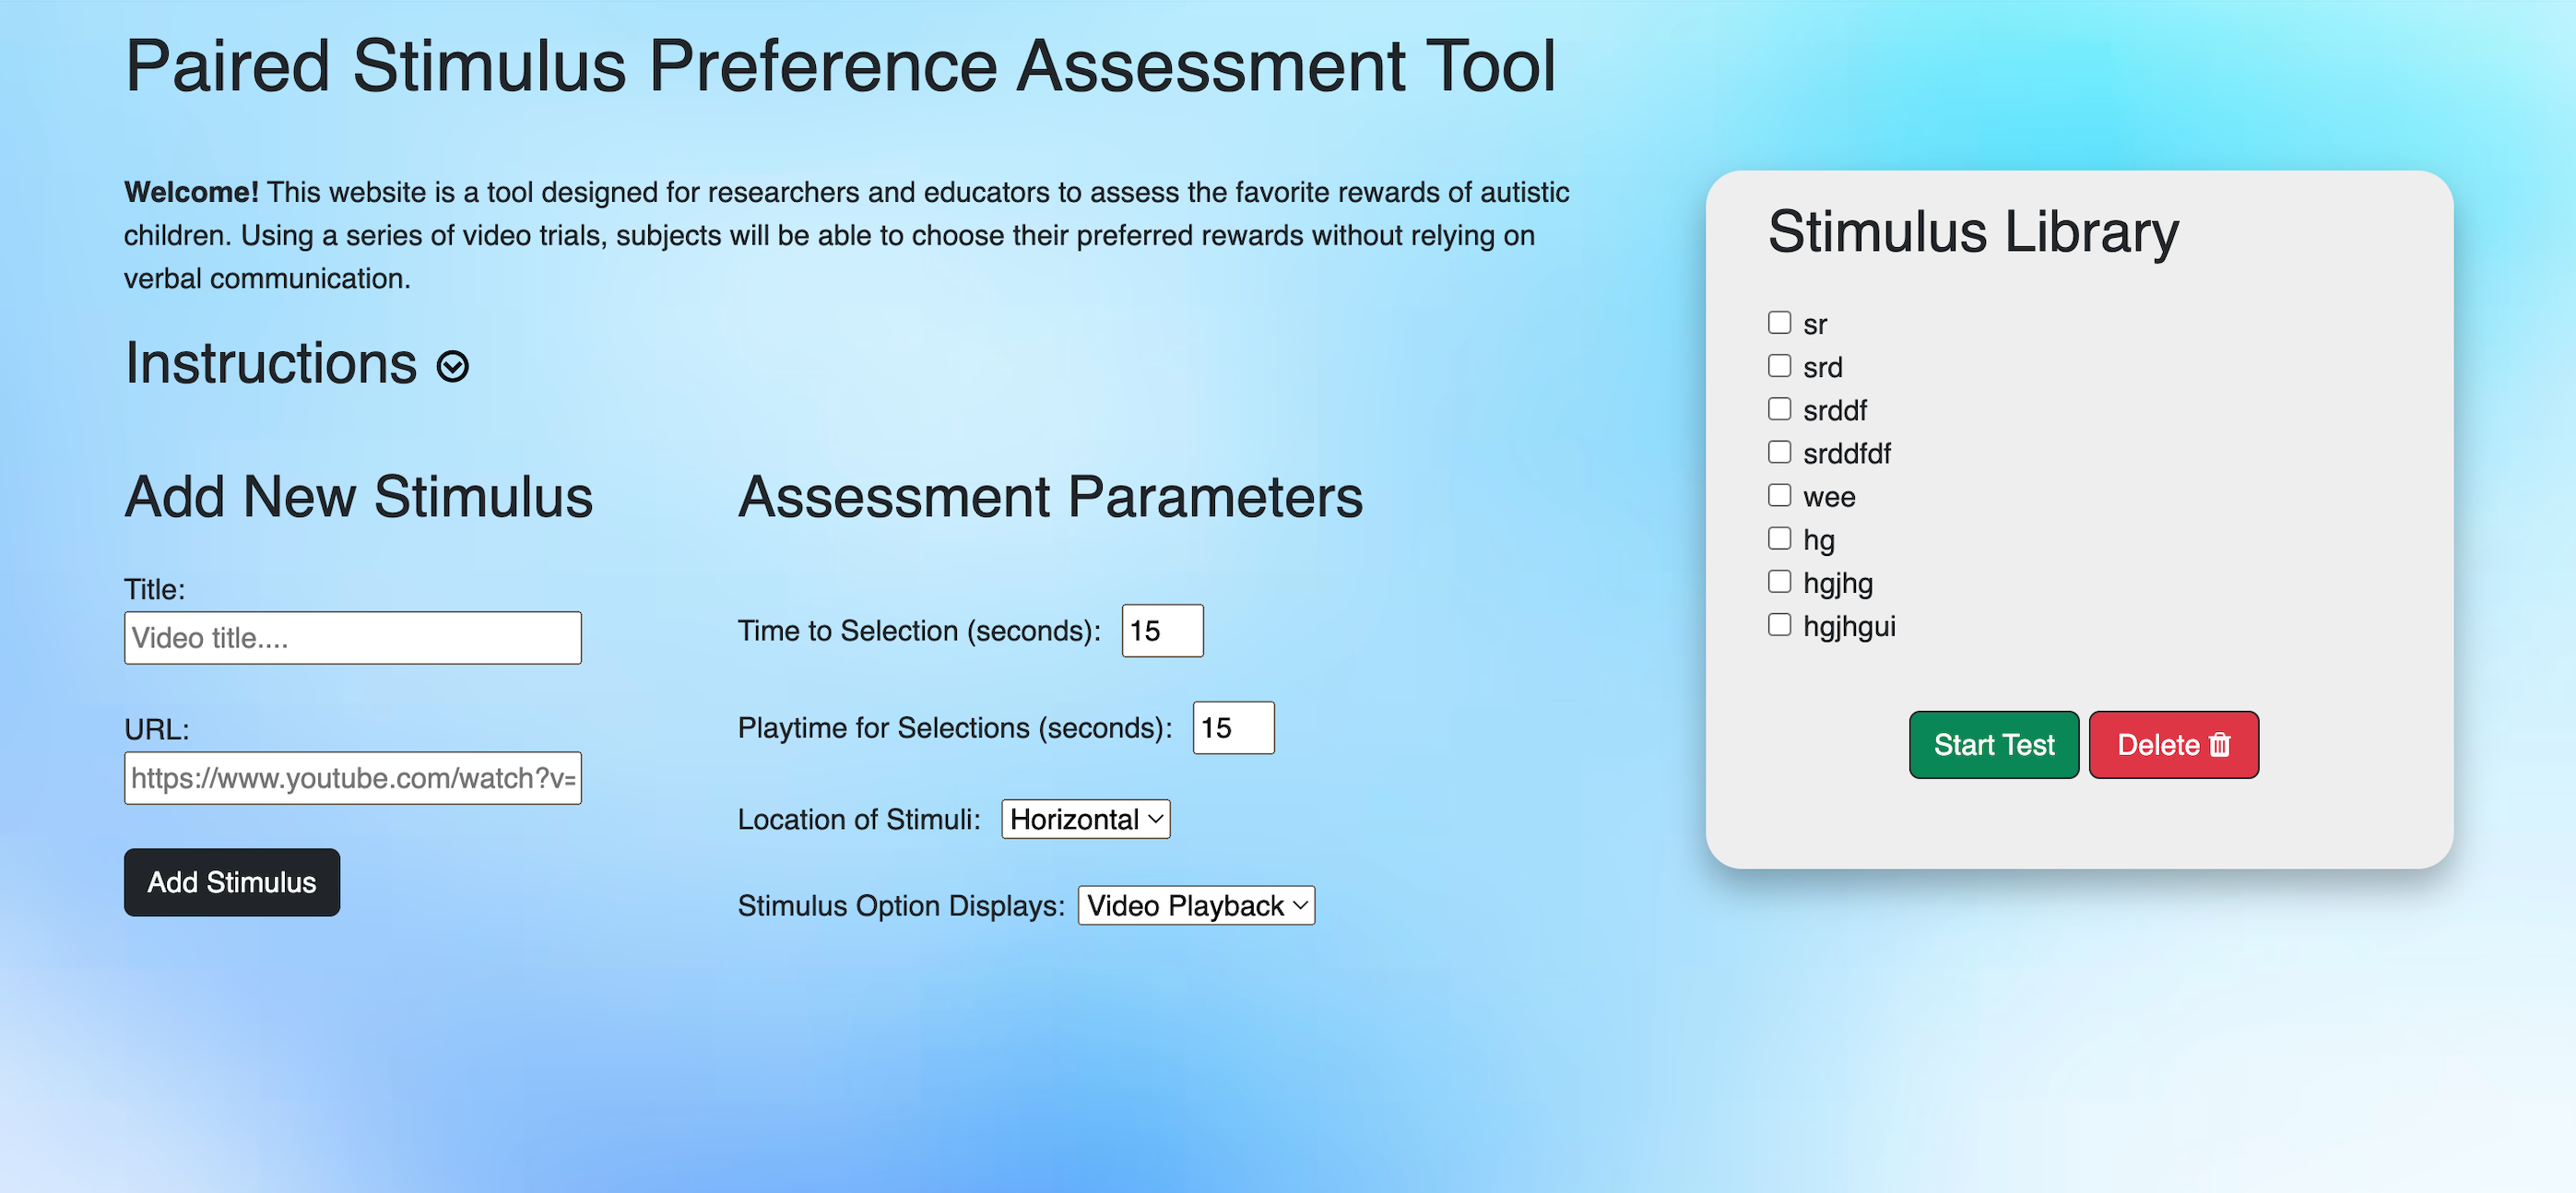 Paired Stimulus Preference Assessment Tool
Welcome! This website is a tool designed for researchers and educators to assess the favorite rewards of autistic
children. Using a series of video trials, subjects will be able to choose their preferred rewards without relying on
verbal communication.
Instructions
Add New Stimulus
Title:
Video title....
URL:
https://www.youtube.com/watch?v=
Add Stimulus
Assessment Parameters
Time to Selection (seconds): 15
Playtime for Selections (seconds): 15
Location of Stimuli: Horizontal
Stimulus Option Displays: Video Playback
Stimulus Library
sr
srd
srddf
srddfdf
wee
hg
hgjhg
hgjhgui
Start Test
Delete